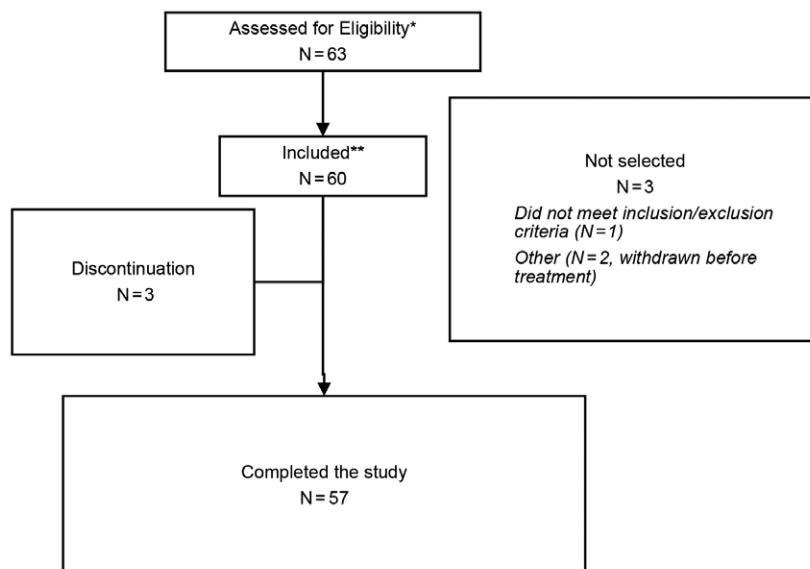 Assessed for Eligibility*
N = 63
Included**
N = 60
Not selected
N = 3
Did not meet inclusion/exclusion
criteria (N = 1)
Other (N = 2, withdrawn before
treatment)
Discontinuation
N = 3
Completed the study
N = 57